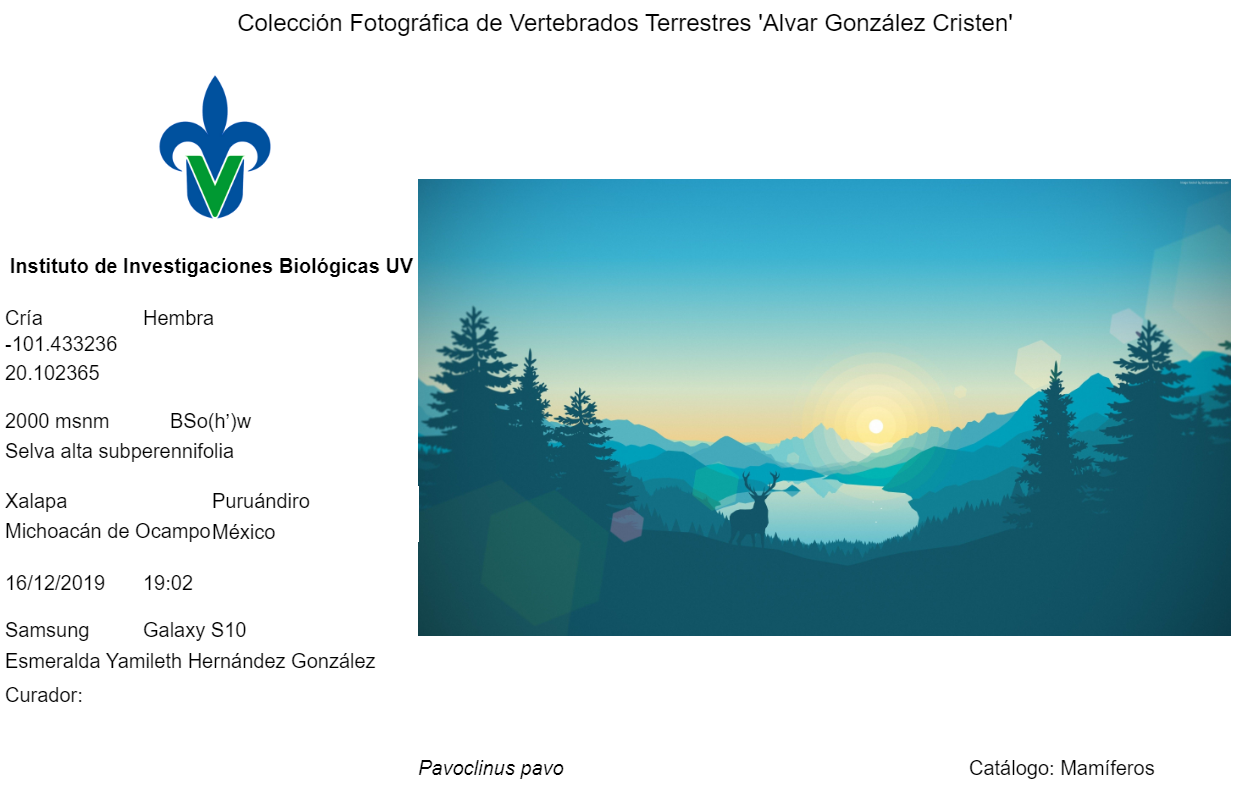 Colección Fotográfica de Vertebrados Terrestres 'Alvar González Cristen'
V
Instituto de Investigaciones Biológicas UV
Cría Hembra
-101.433236
20.102365
2000 msnm BSo(h’)w
Selva alta subperennifolia
Xalapa Puruándiro
Michoacán de Ocampo México
16/12/2019 19:02
Samsung Galaxy S10
Esmeralda Yamileth Hernández González
Curador:
Pavoclinus pavo Catálogo: Mamíferos